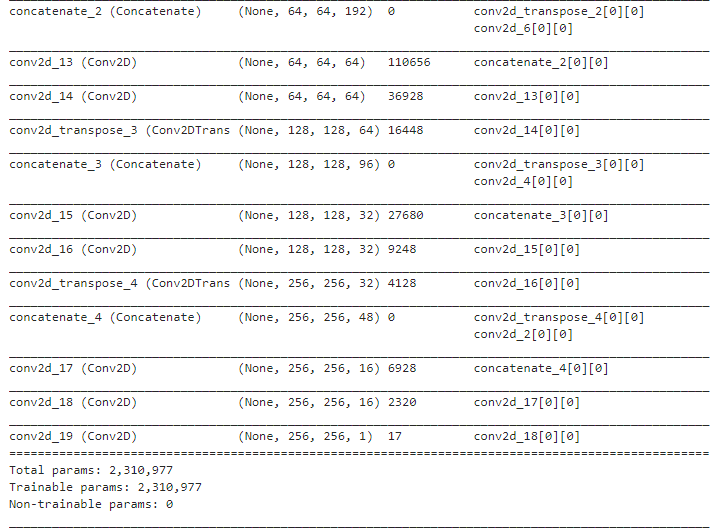 concatenate_2 (Concatenate) (None, 64, 64, 192) 0 conv2d_transpose_2[0][0]
conv2d_6[0][0]
conv2d_13 (Conv2D) (None, 64, 64, 64) 110656 concatenate_2[0][0]
conv2d_14 (Conv2D) (None, 64, 64, 64) 36928 conv2d_13[0][0]
conv2d_transpose_3 (Conv2DTrans (None, 128, 128, 64) 16448 conv2d_14[0][0]
concatenate_3 (Concatenate) (None, 128, 128, 96) 0 conv2d_transpose_3[0][0]
conv2d_4[0][0]
conv2d_15 (Conv2D) (None, 128, 128, 32) 27680 concatenate_3[0][0]
conv2d_16 (Conv2D) (None, 128, 128, 32) 9248 conv2d_15[0][0]
conv2d_transpose_4 (Conv2DTrans (None, 256, 256, 32) 4128 conv2d_16[0][0]
concatenate_4 (Concatenate) (None, 256, 256, 48) 0 conv2d_transpose_4[0][0]
conv2d_2[0][0]
conv2d_17 (Conv2D) (None, 256, 256, 16) 6928 concatenate_4[0][0]
conv2d_18 (Conv2D) (None, 256, 256, 16) 2320 conv2d_17[0][0]
conv2d_19 (Conv2D) (None, 256, 256, 1) 17 conv2d_18[0][0]
Total params: 2,310,977
Trainable params: 2,310,977
Non-trainable params: 0